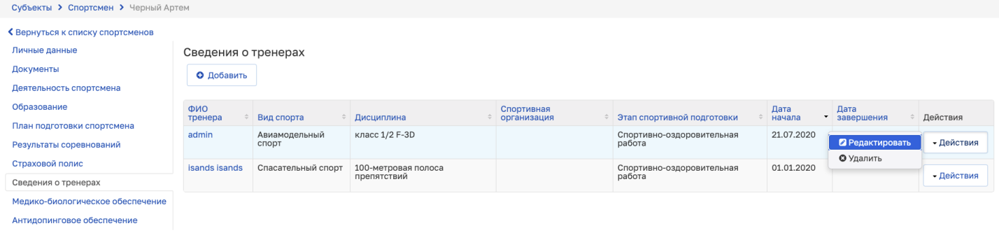 Субъекты > Спортсмен > Черный Артем
Вернуться к списку спортсменов
Личные данные
Документы
Деятельность спортсмена
Образование
План подготовки спортсмена
Результаты соревнований
Страховой полис
Сведения о тренерах
Медико-биологическое обеспечение
Антидопинговое обеспечение
Сведения о тренерах
Добавить
ФИО
тренера
Вид спорта
Дисциплина
Спортивная
организация
Этап спортивной подготовки
Дата
начала
Дата
завершения
Действия
admin
Авиамодельный
спорт
класс 1/2 F-3D
Спортивно-оздоровительная
работа
21.07.2020
Редактировать
Удалить
Действия
isands isands
Спасательный спорт
100-метровая полоса
препятствий
Спортивно-оздоровительная
работа
01.01.2020
Действия